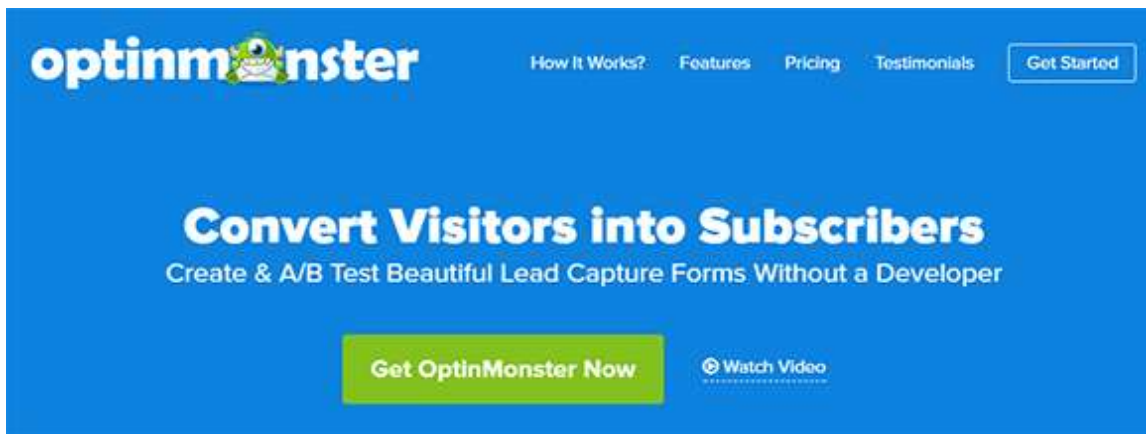 optinmonster
How It Works? Features Pricing Testimonials Get Started
Convert Visitors into Subscribers
Create & A/B Test Beautiful Lead Capture Forms Without a Developer
Get OptinMonster Now Watch Video